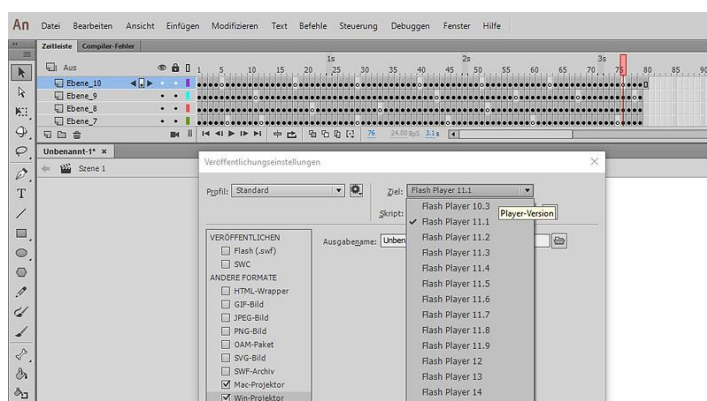 An Datei Bearbeiten Ansicht Einfügen Modifizieren Text Befehle Steuerung Debuggen Fenster Hilfe
Zeitleiste Compiler-Fehler
1s 2s 3s
Aus 1 5 10 15 20 25 30 35 40 45 50 55 60 65 70 75 80 85 90
Ebene_10
Ebene_9
Ebene_8
Ebene_7
76 24.00 BpS 3.1 s
Unbenannt-1* ×
Szene 1
Veröffentlichungseinstellungen
Profil: Standard Ziel: Flash Player 11.1
Skript:
Flash Player 10.3
Player-Version
Flash Player 11.1
VERÖFFENTLICHEN
Ausgabename: Unben
Flash Player 11.2
Flash (.swf)
Flash Player 11.3
SWC
Flash Player 11.4
ANDERE FORMATE
Flash Player 11.5
HTML-Wrapper
Flash Player 11.6
GIF-Bild
Flash Player 11.7
JPEG-Bild
Flash Player 11.8
PNG-Bild
Flash Player 11.9
OAM-Paket
Flash Player 12
SVG-Bild
Flash Player 13
SWF-Archiv
Flash Player 14
Mac-Projektor
Win-Projektor